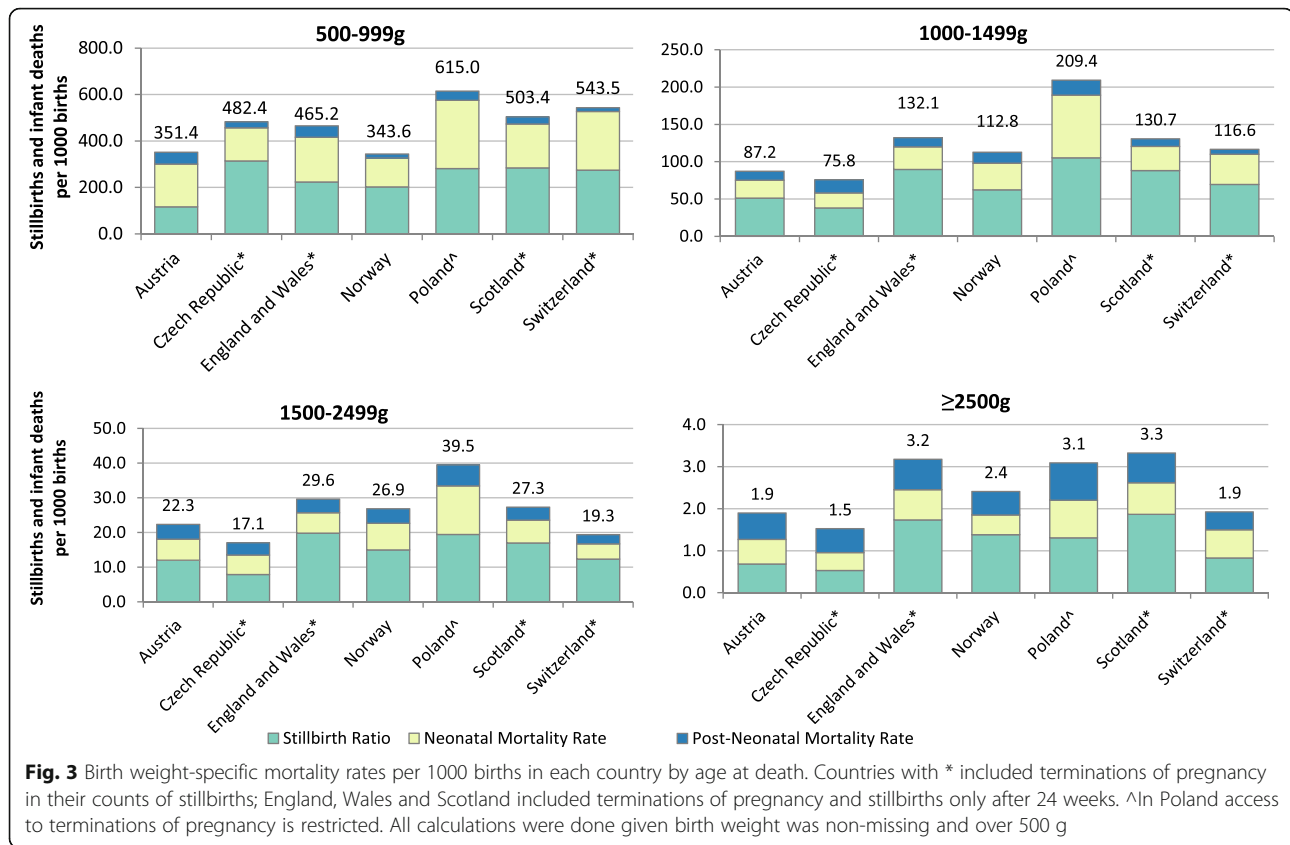 500-999g
Stillbirths and infant deaths
per 1000 births
800.0
600.0
400.0
200.0
0.0
351.4
482.4
465.2
343.6
615.0
503.4
543.5
Austria
Czech Republic*
England and Wales*
Norway
Poland^
Scotland*
Switzerland*
1000-1499g
250.0
200.0
150.0
100.0
50.0
0.0
87.2
75.8
132.1
112.8
209.4
130.7
116.6
Austria
Czech Republic*
England and Wales*
Norway
Poland^
Scotland*
Switzerland*
1500-2499g
Stillbirths and infant deaths
per 1000 births
50.0
40.0
30.0
20.0
10.0
0.0
22.3
17.1
29.6
26.9
39.5
27.3
19.3
Austria
Czech Republic*
England and Wales*
Norway
Poland^
Scotland*
Switzerland*
≥2500g
4.0
3.0
2.0
1.0
0.0
1.9
1.5
3.2
2.4
3.1
3.3
1.9
Austria
Czech Republic*
England and Wales*
Norway
Poland^
Scotland*
Switzerland*
Stillbirth Ratio
Neonatal Mortality Rate
Post-Neonatal Mortality Rate
Fig. 3 Birth weight-specific mortality rates per 1000 births in each country by age at death. Countries with * included terminations of pregnancy
in their counts of stillbirths; England, Wales and Scotland included terminations of pregnancy and stillbirths only after 24 weeks. ^In Poland access
to terminations of pregnancy is restricted. All calculations were done given birth weight was non-missing and over 500 g